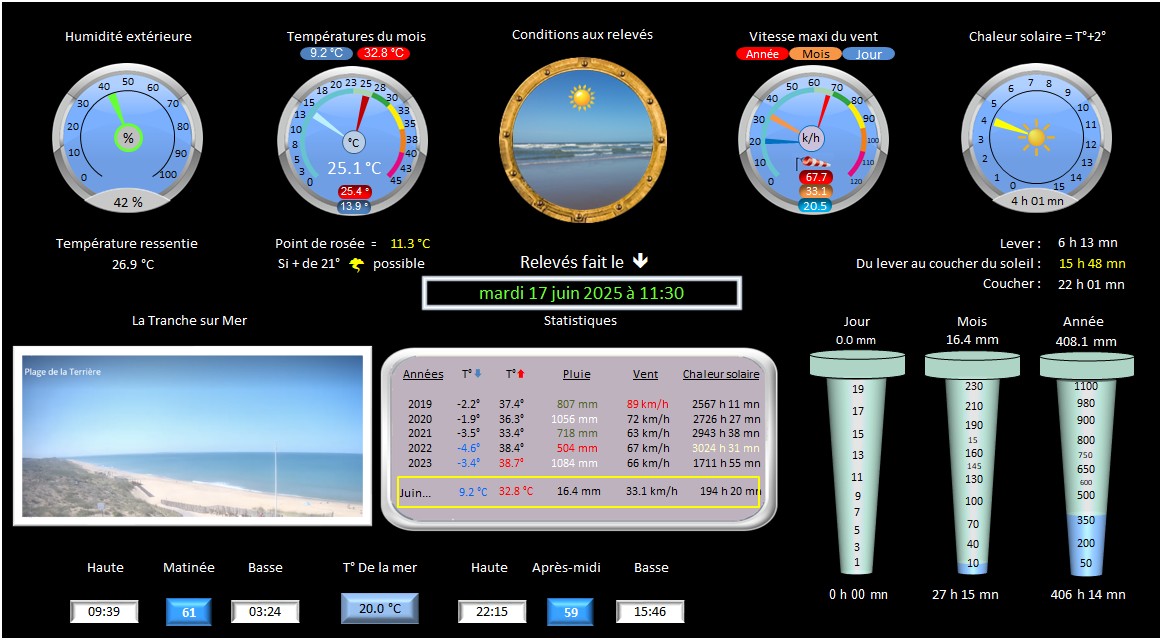 Humidité extérieure
Températures du mois
9.2 °C 32.8 °C
Conditions aux relevés
Vitesse maxi du vent
Année Mois Jour
Chaleur solaire = T°+2°
0 10 20 30 40 50 60 70 80 90 100
%
42 %
0 3 5 8 10 13 15 18 20 23 25 28 30 33 35 38 40 43 45
°C
25.1 °C
25.4 °
13.9 °
0 10 20 30 40 50 60 70 80 90 100 110 120
k/h
67.7
33.1
20.5
0 1 2 3 4 5 6 7 8 9 10 11 12 13 14 15
4 h 01 mn
Température ressentie
26.9 °C
Point de rosée = 11.3 °C
Si + de 21° possible
Relevés fait le
mardi 17 juin 2025 à 11:30
Lever : 6 h 13 mn
Du lever au coucher du soleil : 15 h 48 mn
Coucher : 22 h 01 mn
La Tranche sur Mer
Plage de la Terrière
Statistiques
Années T° T° Pluie Vent Chaleur solaire
2019 -2.2° 37.4° 807 mm 89 km/h 2567 h 11 mn
2020 -1.9° 36.3° 1056 mm 72 km/h 2726 h 27 mn
2021 -3.5° 33.4° 718 mm 63 km/h 2943 h 38 mn
2022 -4.6° 38.4° 504 mm 67 km/h 3024 h 31 mn
2023 -3.4° 38.7° 1084 mm 66 km/h 1711 h 55 mn
Juin... 9.2 °C 32.8 °C 16.4 mm 33.1 km/h 194 h 20 mn
Jour
0.0 mm
19
17
15
13
11
9
7
5
3
1
0 h 00 mn
Mois
16.4 mm
230
210
190
15
160
145
130
100
70
40
10
27 h 15 mn
Année
408.1 mm
1100
980
900
800
750
650
600
500
350
200
50
406 h 14 mn
Haute Matinée Basse
09:39 61 03:24
T° De la mer
20.0 °C
Haute Après-midi Basse
22:15 59 15:46